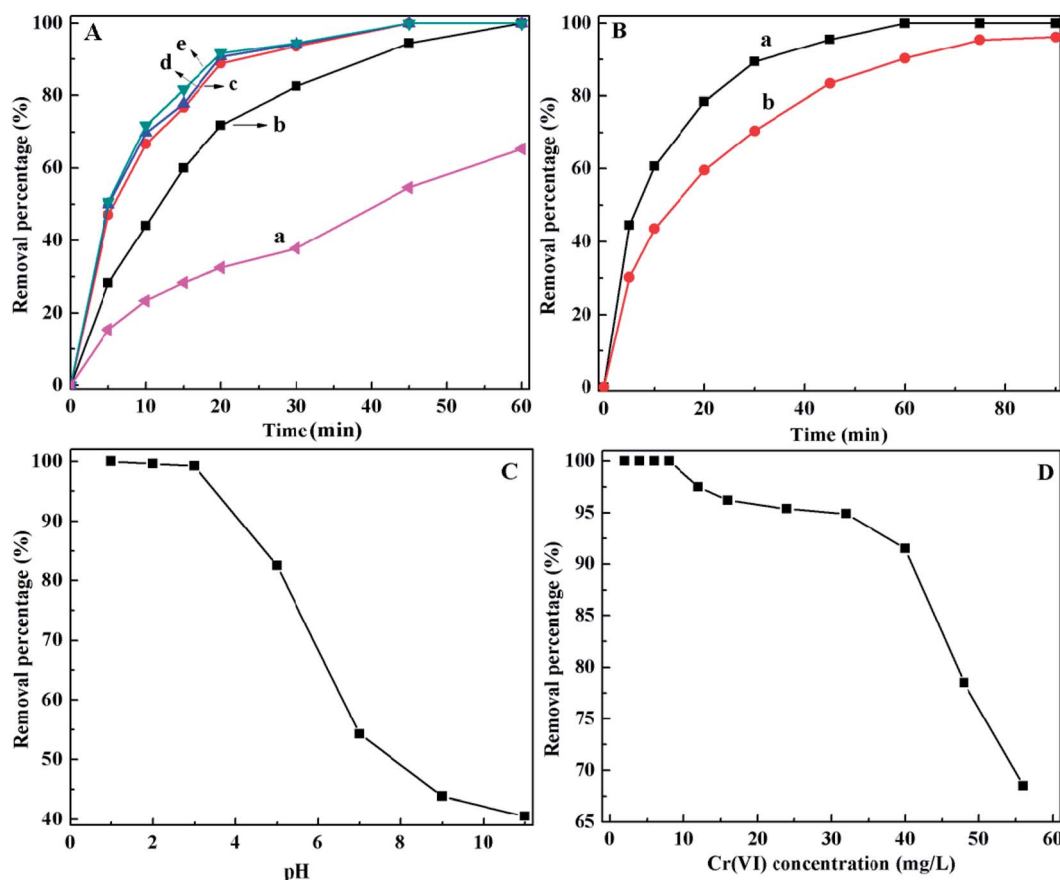 A
a
b
c
d
e
Removal percentage (%)
100
80
60
40
20
0
0 10 20 30 40 50 60
Time (min)
B
a
b
Removal percentage (%)
100
80
60
40
20
0
0 20 40 60 80
Time (min)
C
Removal percentage (%)
100
90
80
70
60
50
40
0 2 4 6 8 10
pH
D
Removal percentage (%)
100
95
90
85
80
75
70
65
0 10 20 30 40 50 60
Cr(VI) concentration (mg/L)